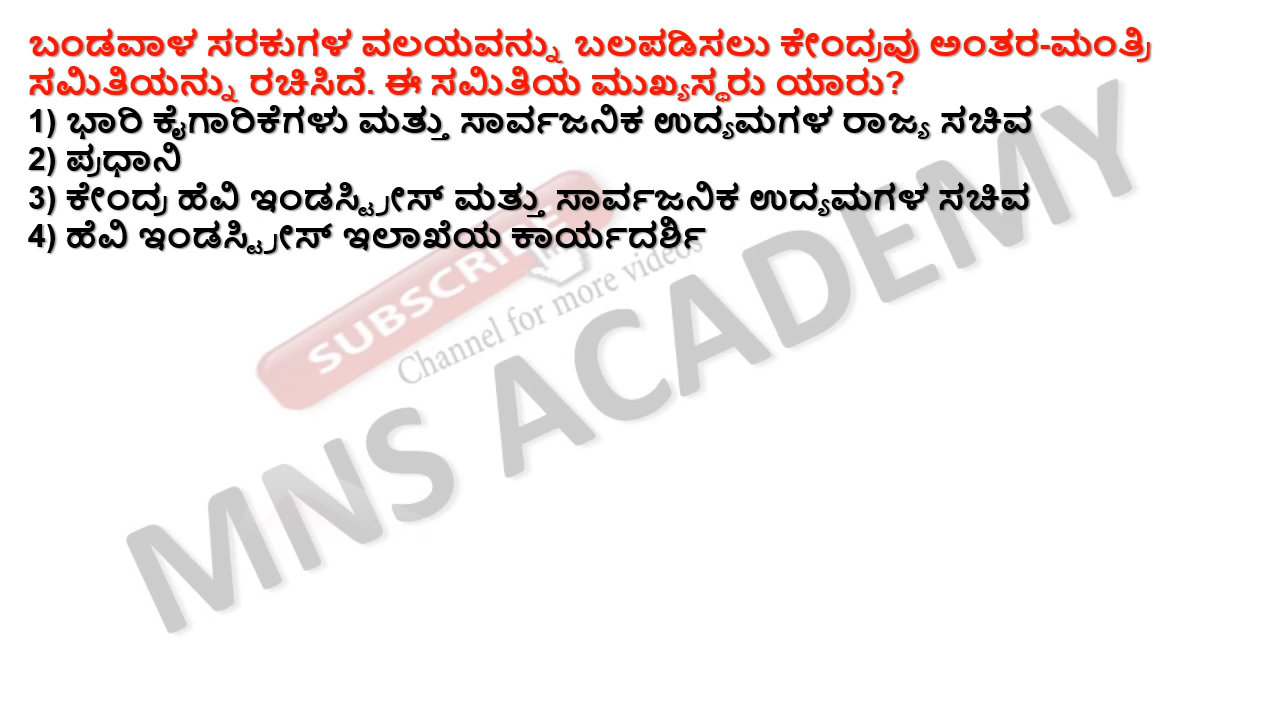 ಬಂಡವಾಳ ಸರಕುಗಳ ವಲಯವನ್ನು ಬಲಪಡಿಸಲು ಕೇಂದ್ರವು ಅಂತರ-ಮಂತ್ರಿ
ಸಮಿತಿಯನ್ನು ರಚಿಸಿದೆ. ಈ ಸಮಿತಿಯ ಮುಖ್ಯಸ್ಥರು ಯಾರು?
1) ಭಾರಿ ಕೈಗಾರಿಕೆಗಳು ಮತ್ತು ಸಾರ್ವಜನಿಕ ಉದ್ಯಮಗಳ ರಾಜ್ಯ ಸಚಿವ
2) ಪ್ರಧಾನಿ
3) ಕೇಂದ್ರ ಹೆವಿ ಇಂಡಸ್ಟ್ರೀಸ್ ಮತ್ತು ಸಾರ್ವಜನಿಕ ಉದ್ಯಮಗಳ ಸಚಿವ
4) ಹೆವಿ ಇಂಡಸ್ಟ್ರೀಸ್ ಇಲಾಖೆಯ ಕಾರ್ಯದರ್ಶಿ
SUBSCRIBE
Channel for more videos
MNS ACADEMY